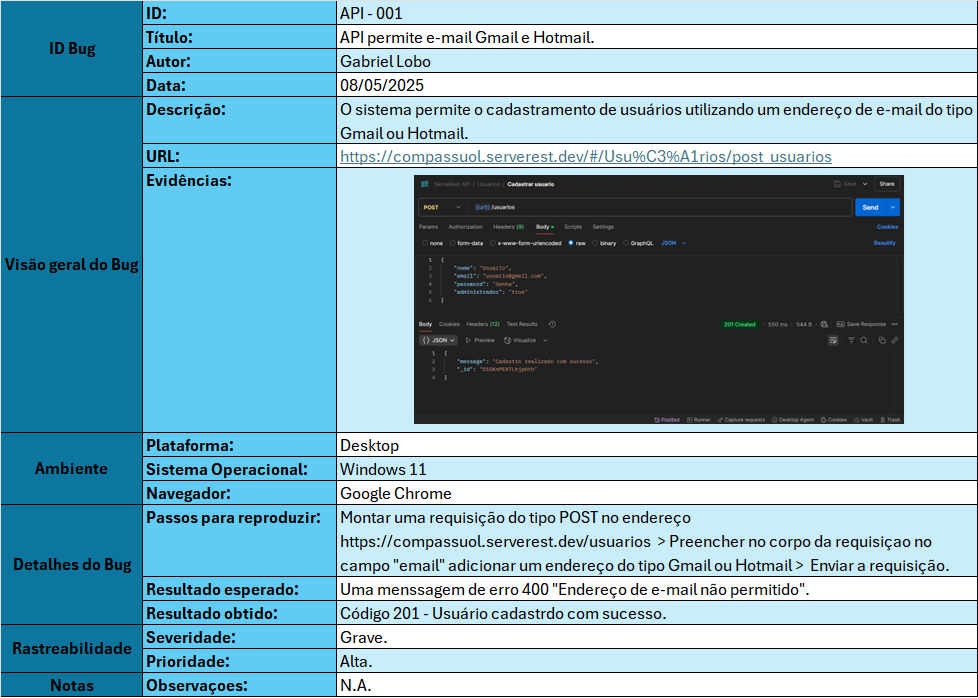 ID Bug
ID:
API - 001
Título:
API permite e-mail Gmail e Hotmail.
Autor:
Gabriel Lobo
Data:
08/05/2025
Visão geral do Bug
Descrição:
O sistema permite o cadastramento de usuários utilizando um endereço de e-mail do tipo
Gmail ou Hotmail.
URL:
https://compassuol.serverest.dev/#/Usu%C3%A1rios/post_usuarios
Evidências:
ServeRest API / Usuarios / Cadastrar usuario
Save
Share
POST
{{url}} /usuarios
Send
Params Authorization Headers (9) Body Scripts Settings
Cookies
none form-data x-www-form-urlencoded raw binary GraphQL JSON
Beautify
1 {
2 "nome": "Usuario",
3 "email": "usuario@gmail.com",
4 "password": "Senha",
5 "administrador": "true"
6 }
Body Cookies Headers (12) Test Results
201 Created 550 ms 544 B
Save Response
{} JSON Preview Visualize
1 {
2 "message": "Cadastro realizado com sucesso",
3 "_id":
4 }
Postbot Runner Capture requests Desktop Agent Cookies Vault Trash
Ambiente
Plataforma:
Desktop
Sistema Operacional:
Windows 11
Navegador:
Google Chrome
Detalhes do Bug
Passos para reproduzir:
Montar uma requisição do tipo POST no endereço
https://compassuol.serverest.dev/usuarios > Preencher no corpo da requisiçao no
campo "email" adicionar um endereço do tipo Gmail ou Hotmail > Enviar a requisição.
Resultado esperado:
Uma menssagem de erro 400 "Endereço de e-mail não permitido".
Resultado obtido:
Código 201 - Usuário cadastrdo com sucesso.
Rastreabilidade
Severidade:
Grave.
Prioridade:
Alta.
Notas
Observaçoes:
N.A.